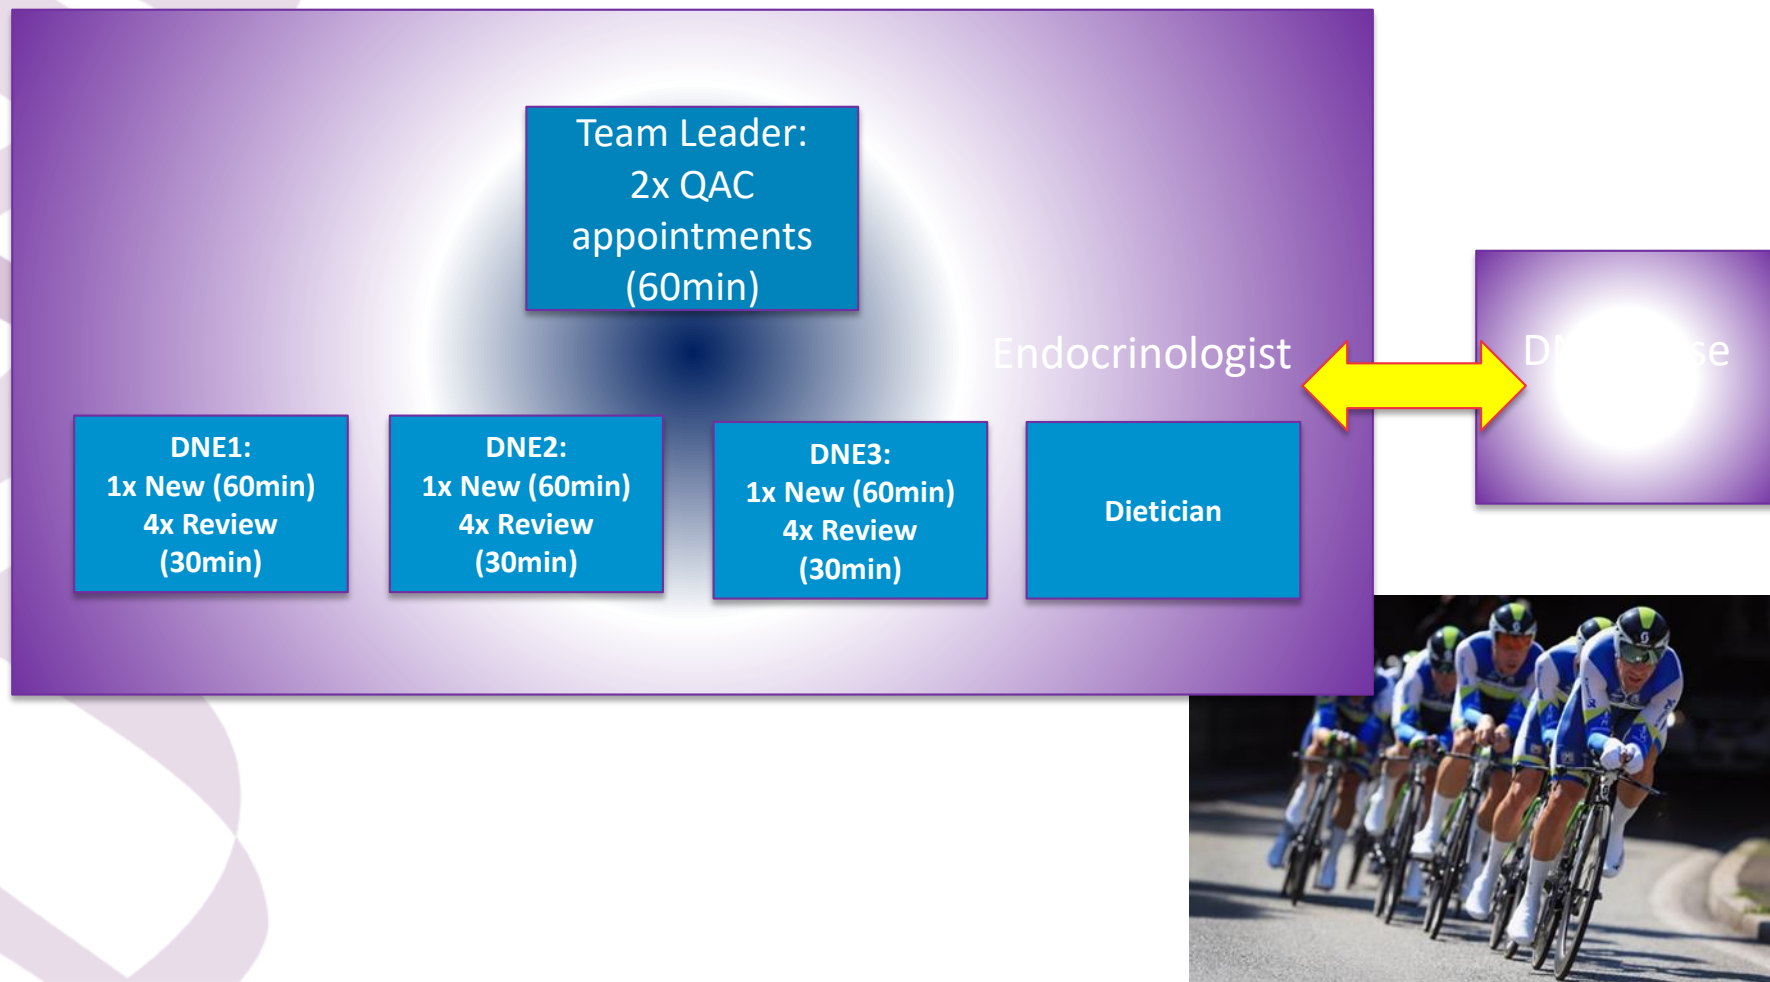 Team Leader:
2x QAC
appointments
(60min)
Endocrinologist
DNE1:
1x New (60min)
4x Review
(30min)
DNE2:
1x New (60min)
4x Review
(30min)
DNE3:
1x New (60min)
4x Review
(30min)
Dietician